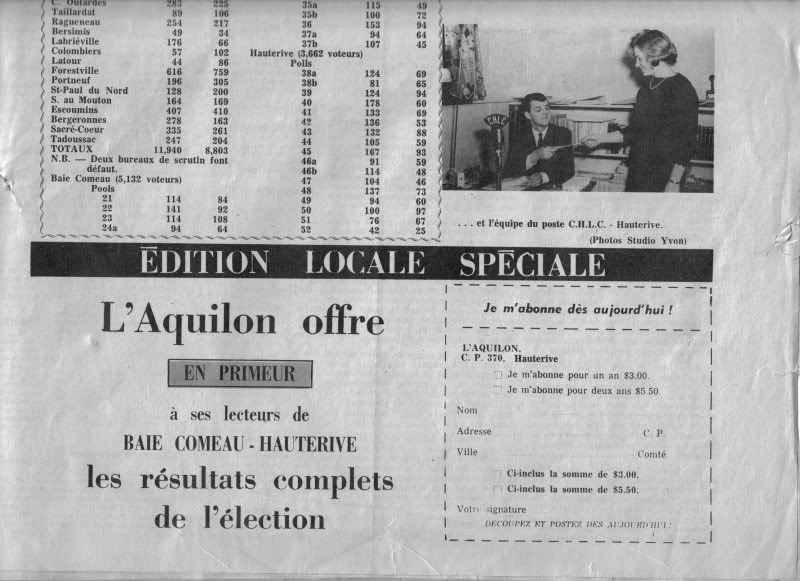 C. Outardes 283 225
Taillardat 89 106
Ragueneau 254 217
Bersimis 49 34
Labriéville 176 66
Colombiers 57 102
Latour 44 86
Forestville 616 759
Portneuf 196 305
St-Paul du Nord 128 200
S. au Mouton 164 169
Escoumins 407 410
Bergeronnes 278 163
Sacré-Coeur 335 261
Tadoussac 247 204
TOTAUX 11,940 8,803
N.B. — Deux bureaux de scrutin font
défaut.
Baie Comeau (5,132 voteurs)
Pools
21 114 84
22 141 92
23 114 108
24a 94 64
35a 115 49
35b 100 72
36 153 94
37a 94 64
37b 107 45
Hauterive (3,662 voteurs)
Polls
38a 124 69
38b 81 65
39 124 94
40 178 60
41 133 69
42 136 53
43 132 88
44 105 59
45 167 93
46a 91 59
46b 114 48
47 104 46
48 137 73
49 94 60
50 100 97
51 76 67
52 42 25
CHLC
. . . et l'équipe du poste C.H.L.C. - Hauterive.
(Photos Studio Yvon)
ÉDITION LOCALE SPÉCIALE
L'Aquilon offre
EN PRIMEUR
à ses lecteurs de
BAIE COMEAU - HAUTERIVE
les résultats complets
de l'élection
Je m'abonne dès aujourd'hui !
L'AQUILON,
C. P. 370, Hauterive
Je m'abonne pour un an $3.00.
Je m'abonne pour deux ans $5.50.
Nom
Adresse C. P.
Ville Comté
Ci-inclus la somme de $3.00.
Ci-inclus la somme de $5.50.
Votre signature
DECOUPEZ ET POSTEZ DES AUJOURD'HUI !